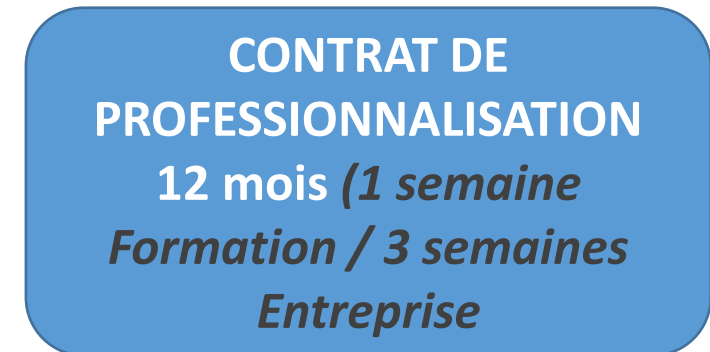 CONTRAT DE
PROFESSIONNALISATION
12 mois (1 semaine
Formation / 3 semaines
Entreprise